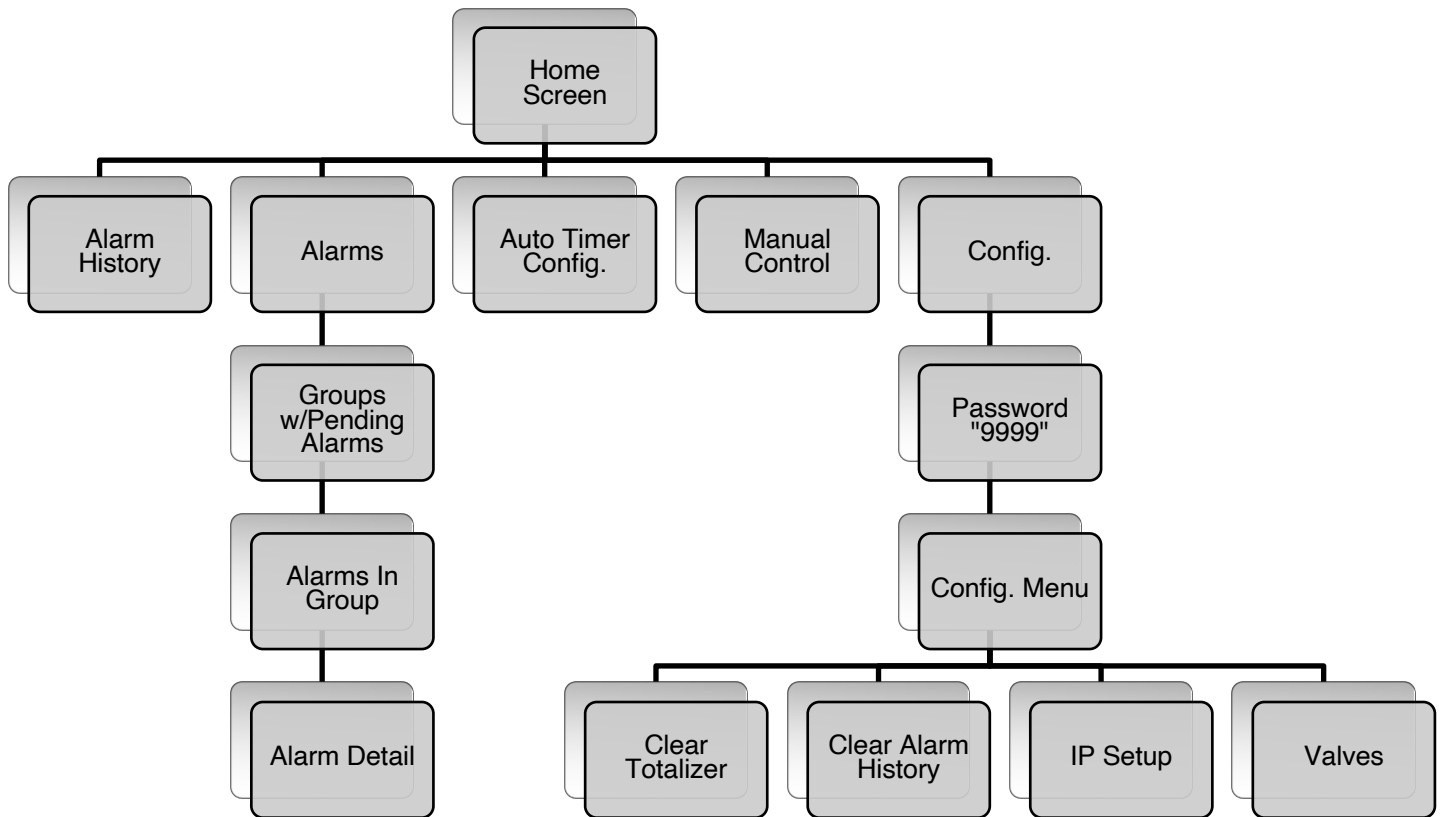 Home
Screen
Alarm
History
Alarms
Auto Timer
Config.
Manual
Control
Config.
Groups
w/Pending
Alarms
Password
"9999"
Alarms In
Group
Config. Menu
Alarm Detail
Clear
Totalizer
Clear Alarm
History
IP Setup
Valves